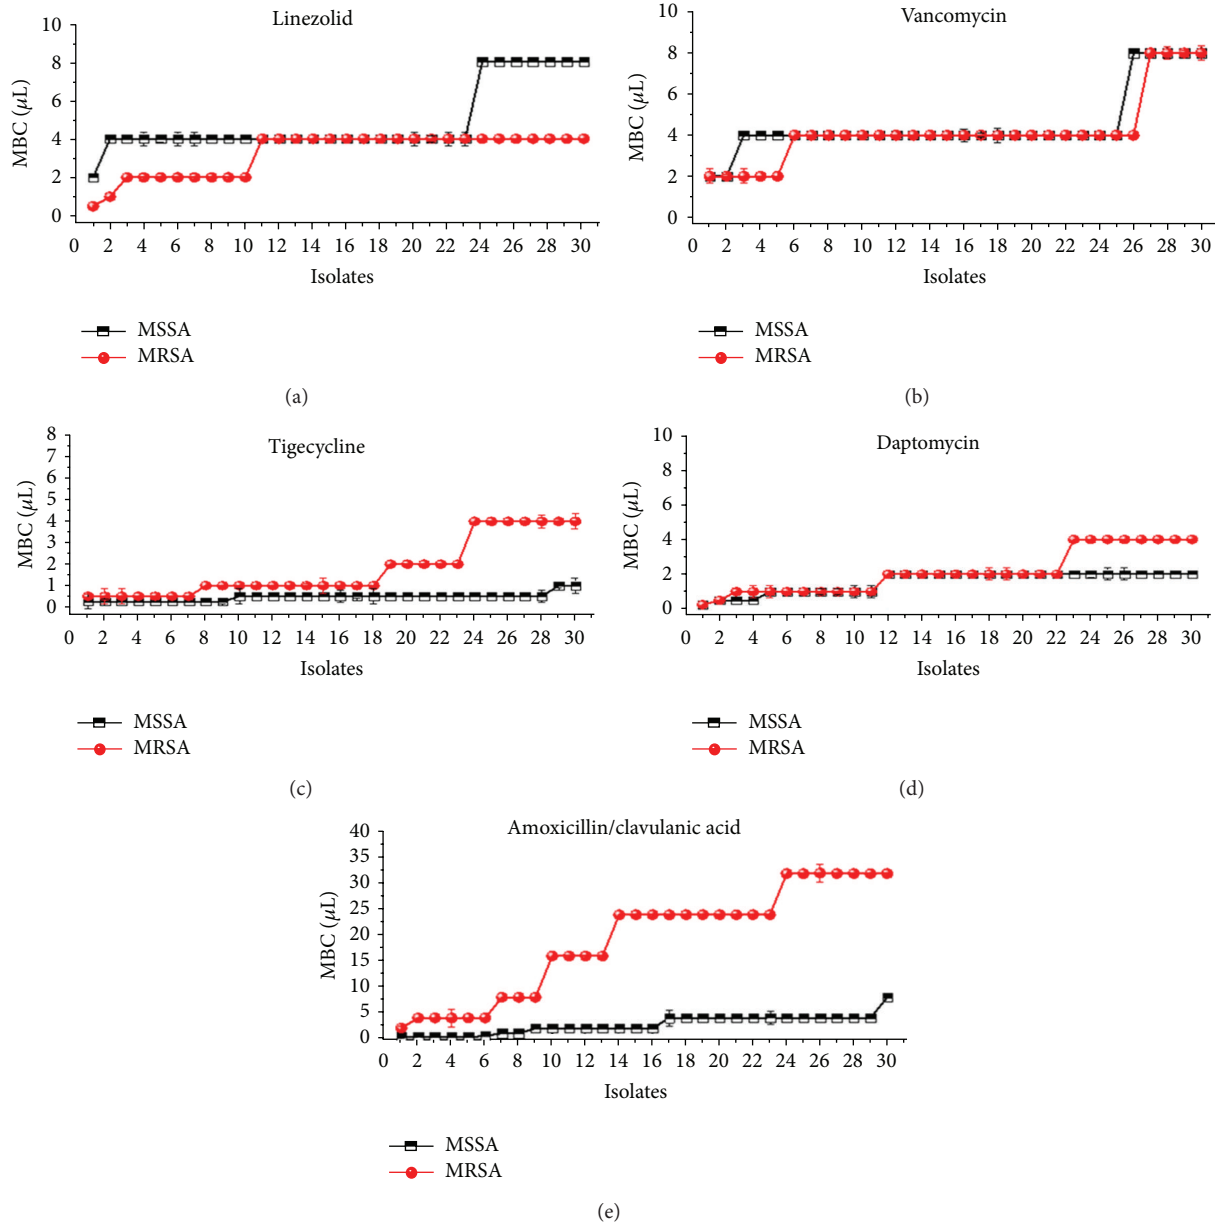 Linezolid
10
8
6
4
2
0
MBC (μL)
0 2 4 6 8 10 12 14 16 18 20 22 24 26 28 30
Isolates
MSSA
MRSA
(a)
Vancomycin
10
8
6
4
2
0
MBC (μL)
0 2 4 6 8 10 12 14 16 18 20 22 24 26 28 30
Isolates
MSSA
MRSA
(b)
Tigecycline
8
7
6
5
4
3
2
1
0
MBC (μL)
0 2 4 6 8 10 12 14 16 18 20 22 24 26 28 30
Isolates
MSSA
MRSA
(c)
Daptomycin
10
8
6
4
2
0
MBC (μL)
0 2 4 6 8 10 12 14 16 18 20 22 24 26 28 30
Isolates
MSSA
MRSA
(d)
Amoxicillin/clavulanic acid
40
35
30
25
20
15
10
5
0
MBC (μL)
0 2 4 6 8 10 12 14 16 18 20 22 24 26 28 30
Isolates
MSSA
MRSA
(e)